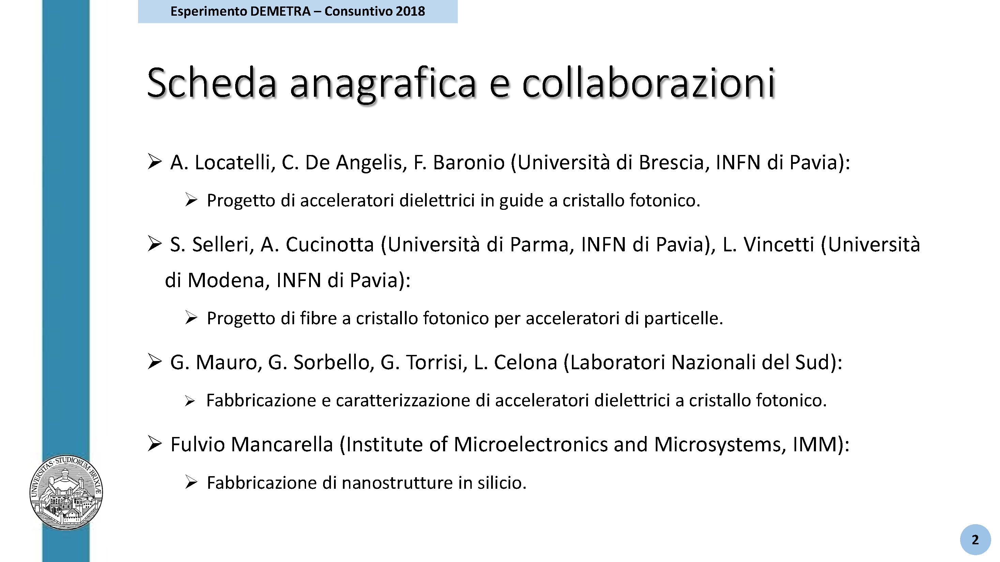 Esperimento DEMETRA – Consuntivo 2018
Scheda anagrafica e collaborazioni
➢ A. Locatelli, C. De Angelis, F. Baronio (Università di Brescia, INFN di Pavia):
➢ Progetto di acceleratori dielettrici in guide a cristallo fotonico.
➢ S. Selleri, A. Cucinotta (Università di Parma, INFN di Pavia), L. Vincetti (Università
di Modena, INFN di Pavia):
➢ Progetto di fibre a cristallo fotonico per acceleratori di particelle.
➢ G. Mauro, G. Sorbello, G. Torrisi, L. Celona (Laboratori Nazionali del Sud):
➢ Fabbricazione e caratterizzazione di acceleratori dielettrici a cristallo fotonico.
➢ Fulvio Mancarella (Institute of Microelectronics and Microsystems, IMM):
➢ Fabbricazione di nanostrutture in silicio.
UNIVERSITAS·STUDIORUM·BRIXIÆ
2